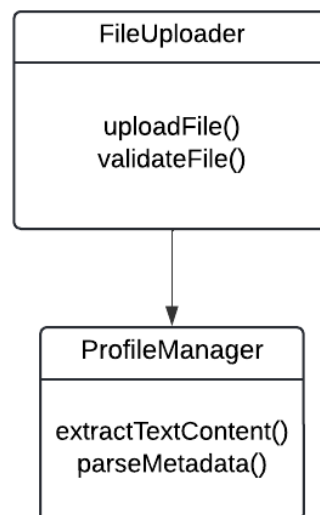 FileUploader
uploadFile()
validateFile()
ProfileManager
extractTextContent()
parseMetadata()